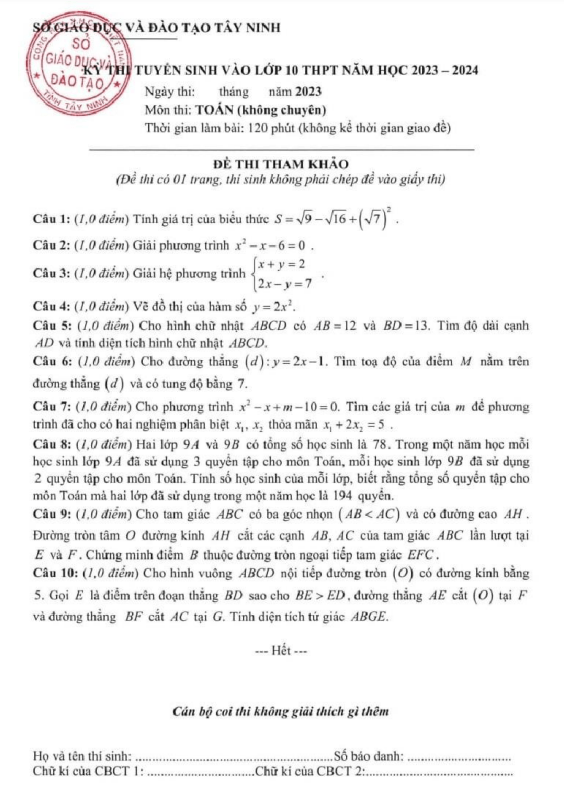 SỞ GIÁO DỤC VÀ ĐÀO TẠO TÂY NINH
CỘNG HÒA
VIỆT NAM
SỞ
GIÁO DỤC VÀ
ĐÀO TẠO
TỈNH TÂY NINH
KỲ THI TUYỂN SINH VÀO LỚP 10 THPT NĂM HỌC 2023 – 2024
Ngày thi: tháng năm 2023
Môn thi: TOÁN (không chuyên)
Thời gian làm bài: 120 phút (không kể thời gian giao đề)
ĐỀ THI THAM KHẢO
(Đề thi có 01 trang, thí sinh không phải chép đề vào giấy thi)
Câu 1: (1,0 điểm) Tính giá trị của biểu thức S = √9 − √16 + (√7)².
Câu 2: (1,0 điểm) Giải phương trình x² − x − 6 = 0 .
Câu 3: (1,0 điểm) Giải hệ phương trình { x + y = 2
2x − y = 7 .
Câu 4: (1,0 điểm) Vẽ đồ thị của hàm số y = 2x².
Câu 5: (1,0 điểm) Cho hình chữ nhật ABCD có AB = 12 và BD = 13. Tìm độ dài cạnh
AD và tính diện tích hình chữ nhật ABCD.
Câu 6: (1,0 điểm) Cho đường thẳng (d): y = 2x − 1. Tìm toạ độ của điểm M nằm trên
đường thẳng (d) và có tung độ bằng 7.
Câu 7: (1,0 điểm) Cho phương trình x² − x + m − 10 = 0. Tìm các giá trị của m để phương
trình đã cho có hai nghiệm phân biệt x₁, x₂ thỏa mãn x₁ + 2x₂ = 5 .
Câu 8: (1,0 điểm) Hai lớp 9A và 9B có tổng số học sinh là 78. Trong một năm học mỗi
học sinh lớp 9A đã sử dụng 3 quyển tập cho môn Toán, mỗi học sinh lớp 9B đã sử dụng
2 quyển tập cho môn Toán. Tính số học sinh của mỗi lớp, biết rằng tổng số quyển tập cho
môn Toán mà hai lớp đã sử dụng trong một năm học là 194 quyển.
Câu 9: (1,0 điểm) Cho tam giác ABC có ba góc nhọn (AB < AC) và có đường cao AH .
Đường tròn tâm O đường kính AH cắt các cạnh AB, AC của tam giác ABC lần lượt tại
E và F . Chứng minh điểm B thuộc đường tròn ngoại tiếp tam giác EFC .
Câu 10: (1,0 điểm) Cho hình vuông ABCD nội tiếp đường tròn (O) có đường kính bằng
5. Gọi E là điểm trên đoạn thẳng BD sao cho BE > ED, đường thẳng AE cắt (O) tại F
và đường thẳng BF cắt AC tại G. Tính diện tích tứ giác ABGE.
--- Hết ---
Cán bộ coi thi không giải thích gì thêm
Họ và tên thí sinh: ..................................................Số báo danh: ..........................
Chữ kí của CBCT 1: ..........................Chữ kí của CBCT 2:.....................................